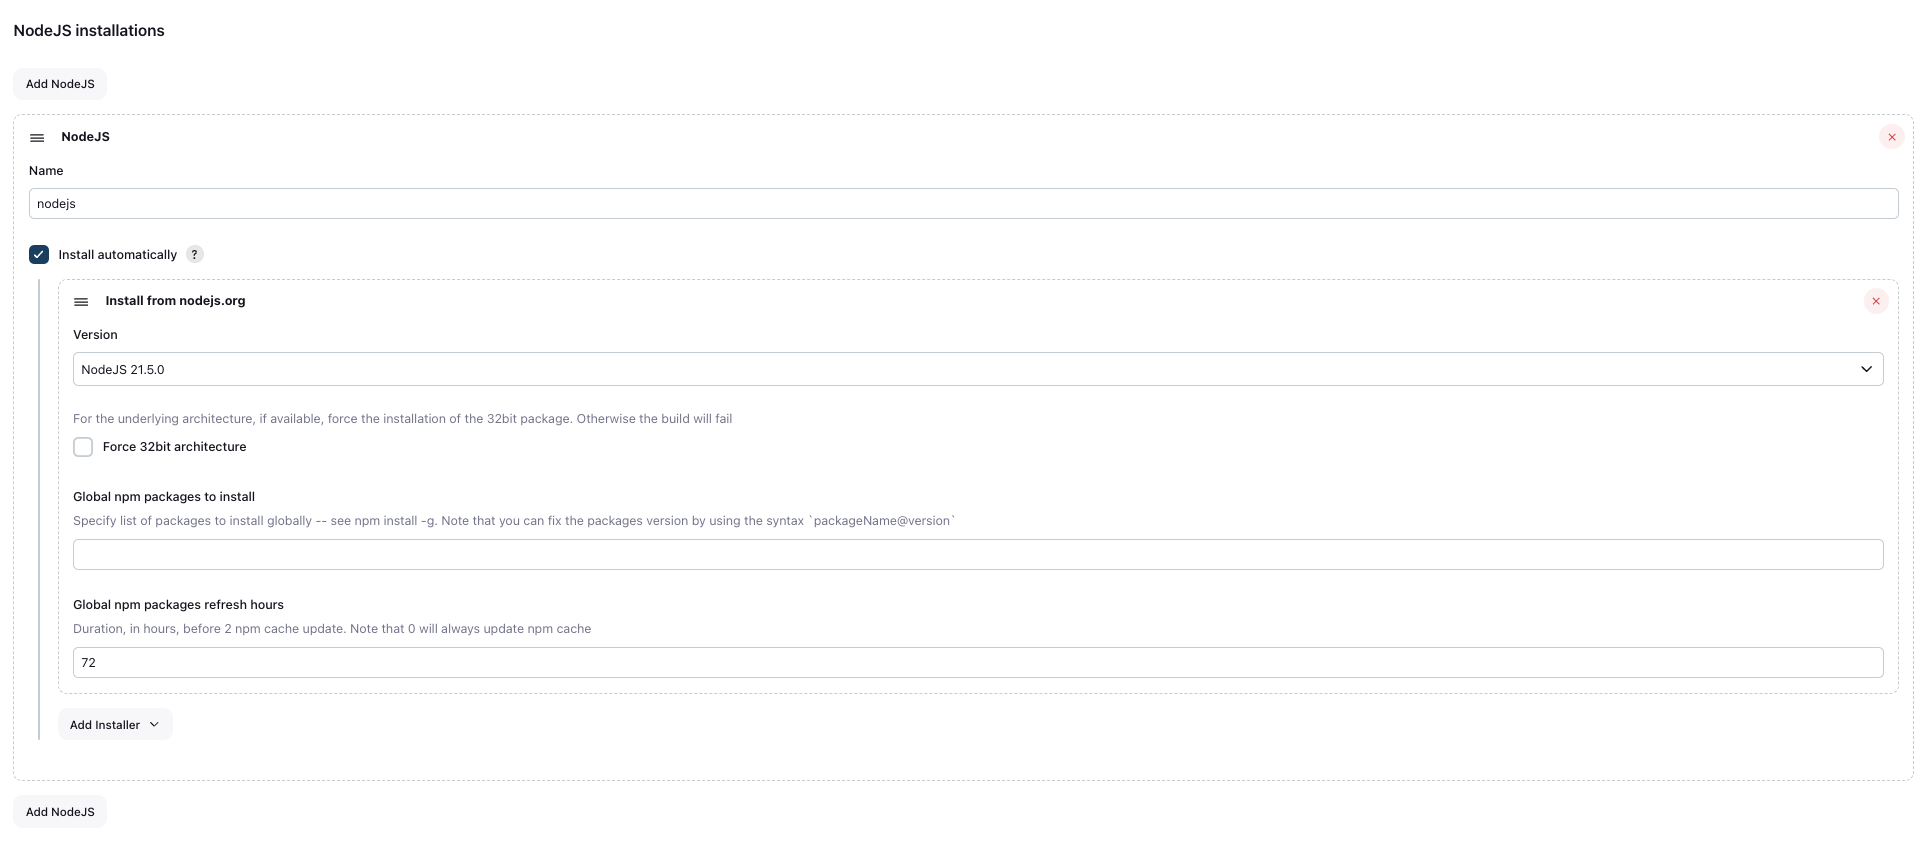 NodeJS installations
Add NodeJS
NodeJS
Name
nodejs
Install automatically ?
Install from nodejs.org
Version
NodeJS 21.5.0
For the underlying architecture, if available, force the installation of the 32bit package. Otherwise the build will fail
Force 32bit architecture
Global npm packages to install
Specify list of packages to install globally -- see npm install -g. Note that you can fix the packages version by using the syntax `packageName@version`
Global npm packages refresh hours
Duration, in hours, before 2 npm cache update. Note that 0 will always update npm cache
72
Add Installer
Add NodeJS